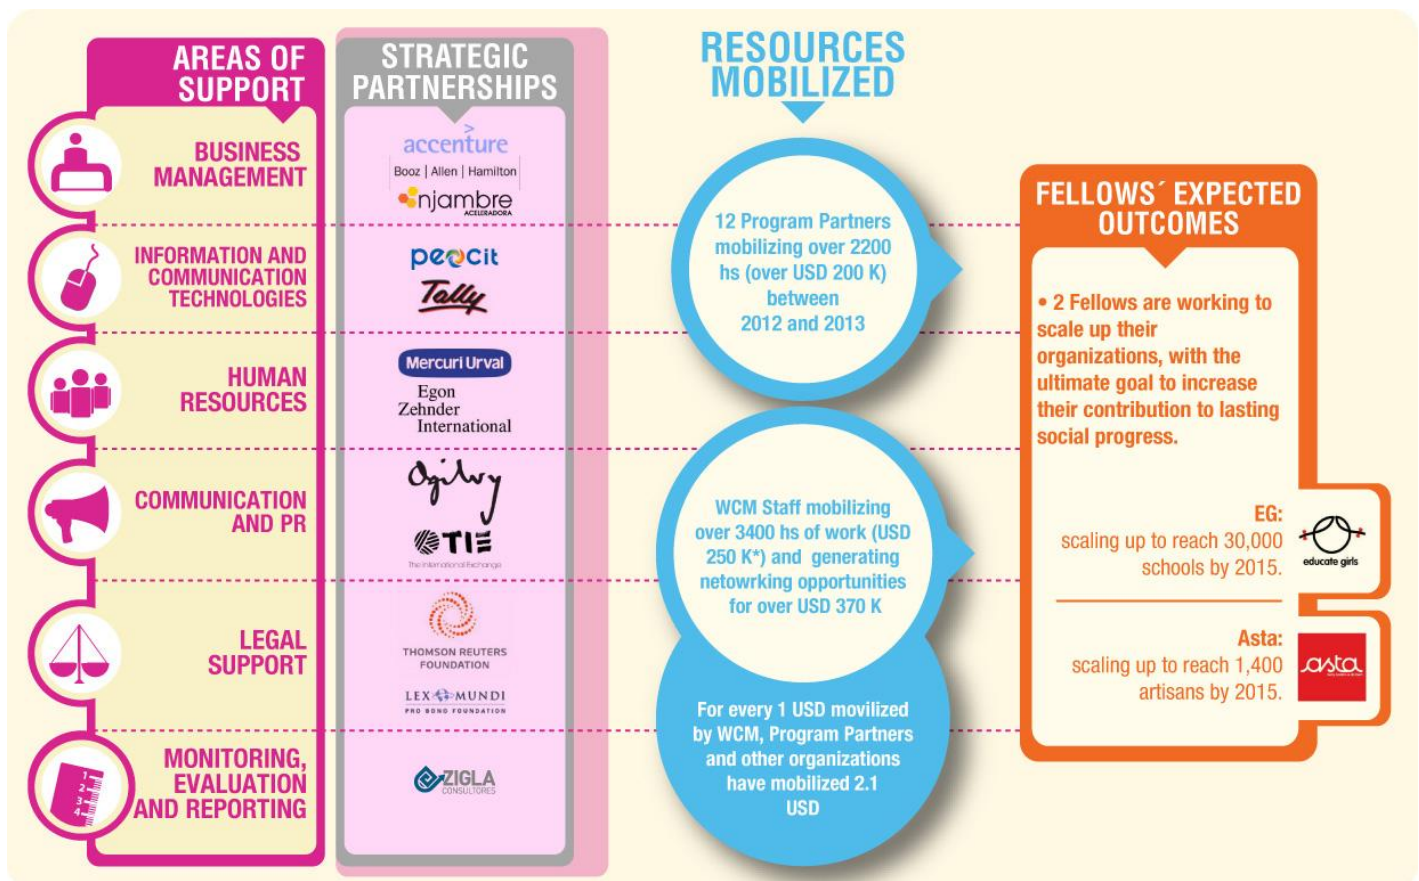 AREAS OF
SUPPORT
BUSINESS
MANAGEMENT
INFORMATION AND
COMMUNICATION
TECHNOLOGIES
HUMAN
RESOURCES
COMMUNICATION
AND PR
LEGAL
SUPPORT
MONITORING,
EVALUATION
AND REPORTING
1
2
3
4
STRATEGIC
PARTNERSHIPS
accenture
Booz | Allen | Hamilton
njambre
ACELERADORA
Tally
Mercuri Urval
Egon
Zehnder
International
Ogilvy
TIE
The International Exchange
THOMSON REUTERS
FOUNDATION
LEX MUNDI
PRO BONO FOUNDATION
ZIGLA
CONSULTORES
RESOURCES
MOBILIZED
12 Program Partners
mobilizing over 2200
hs (over USD 200 K)
between
2012 and 2013
WCM Staff mobilizing
over 3400 hs of work (USD
250 K*) and generating
netowrking opportunities
for over USD 370 K
For every 1 USD movilized
by WCM, Program Partners
and other organizations
have mobilized 2.1
USD
FELLOWS´ EXPECTED
OUTCOMES
• 2 Fellows are working to
scale up their
organizations, with the
ultimate goal to increase
their contribution to lasting
social progress.
EG:
scaling up to reach 30,000
schools by 2015.
educate girls
Asta:
scaling up to reach 1,400
artisans by 2015.
asta